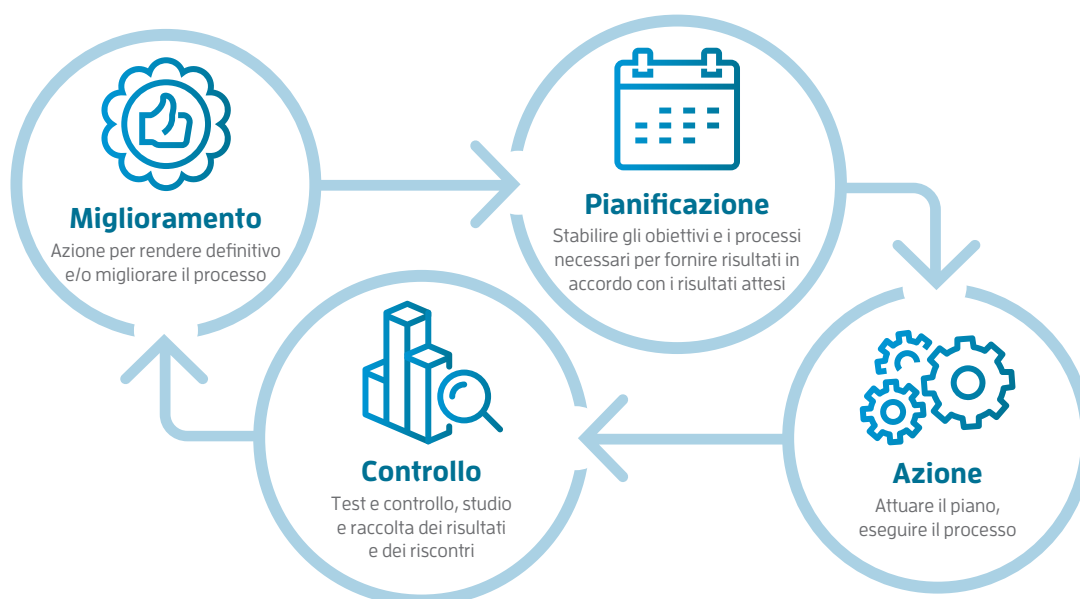 Miglioramento
Azione per rendere definitivo
e/o migliorare il processo
Pianificazione
Stabilire gli obiettivi e i processi
necessari per fornire risultati in
accordo con i risultati attesi
Controllo
Test e controllo, studio
e raccolta dei risultati
e dei riscontri
Azione
Attuare il piano,
eseguire il processo